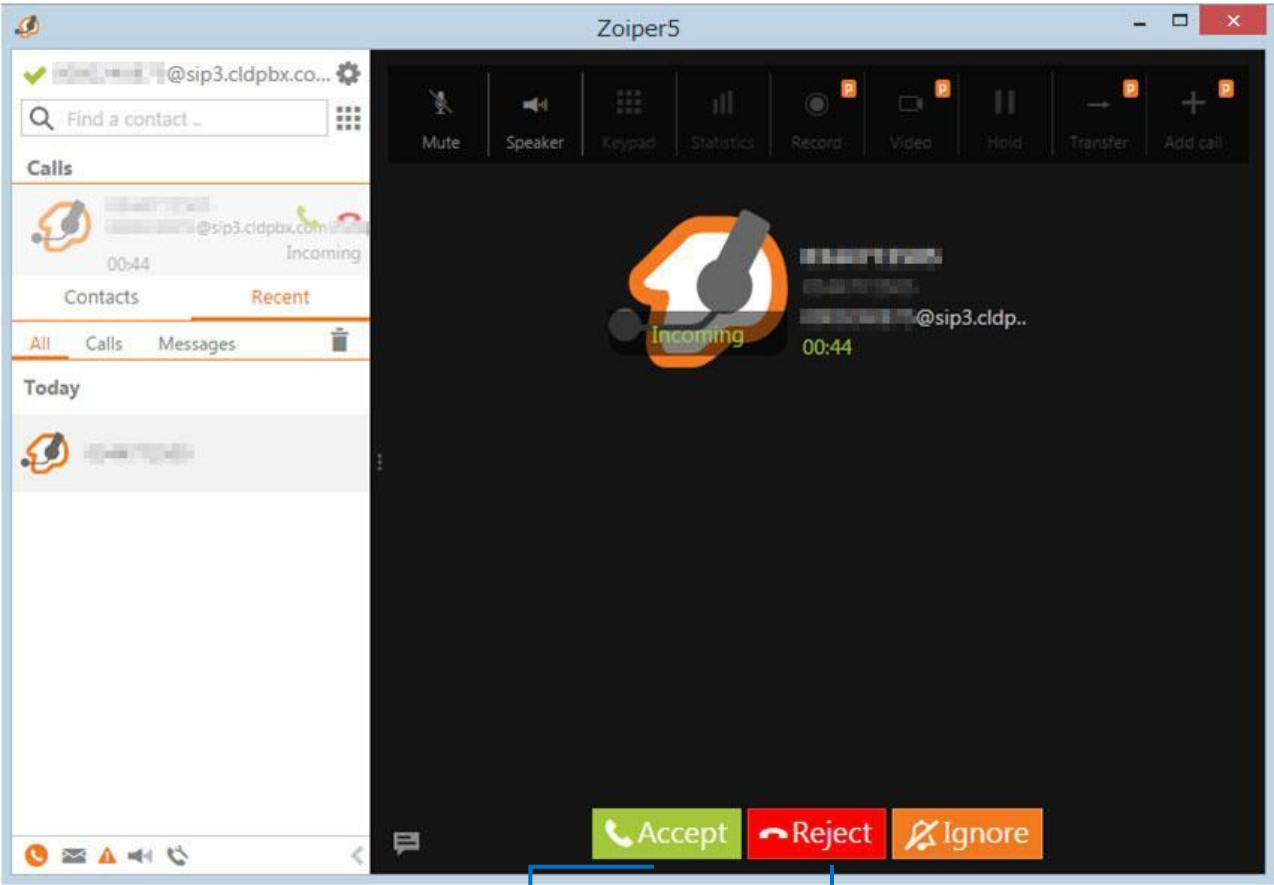 Zoiper5
@sip3.cldpbx.co...
Find a contact ..
Calls
@sip3.cldpbx.com
00:44
Incoming
Contacts Recent
All Calls Messages
Today
Mute Speaker Keypad Statistics Record Video Hold Transfer Add call
P P P P
Incoming
@sip3.cldp..
00:44
Accept Reject Ignore